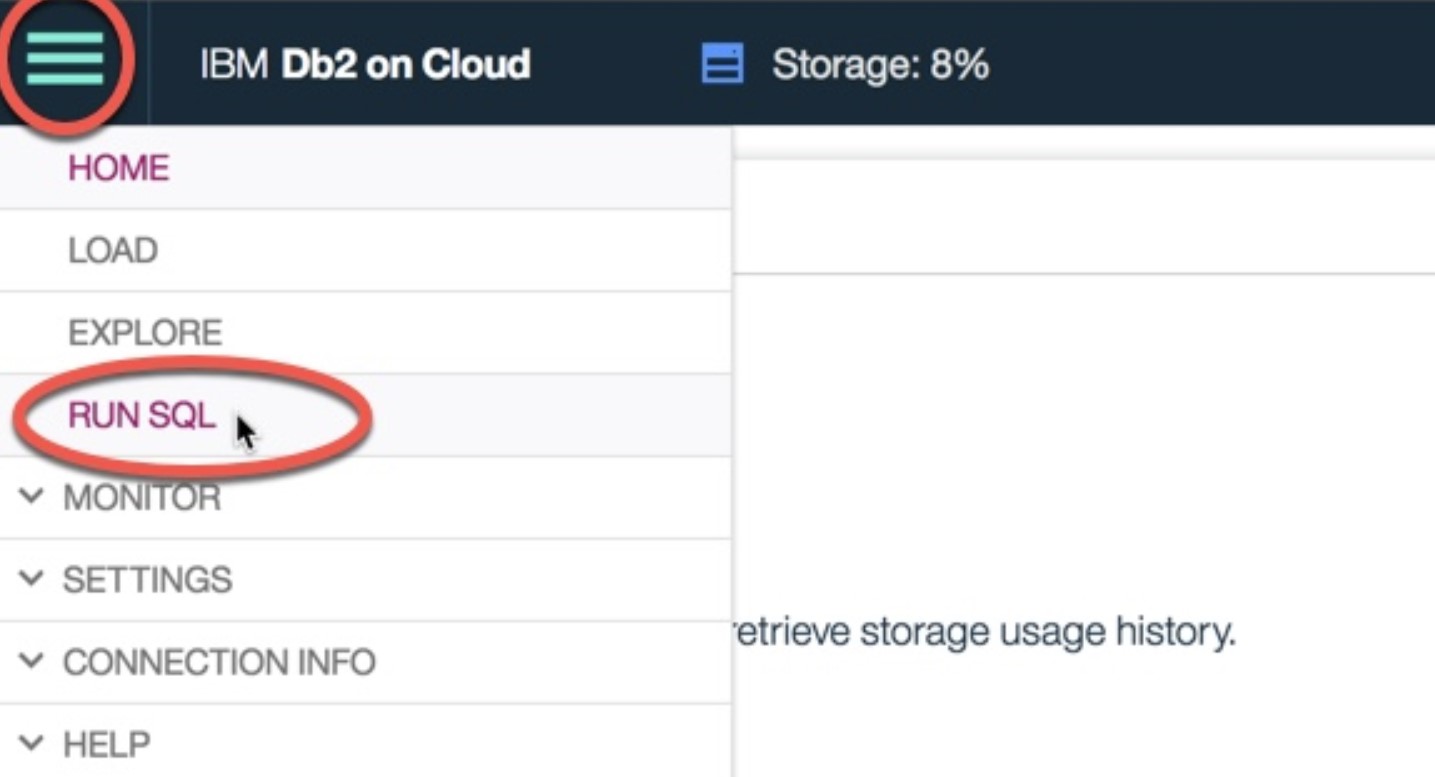 IBM Db2 on Cloud
Storage: 8%
HOME
LOAD
EXPLORE
RUN SQL
MONITOR
SETTINGS
CONNECTION INFO
HELP
storage usage history.